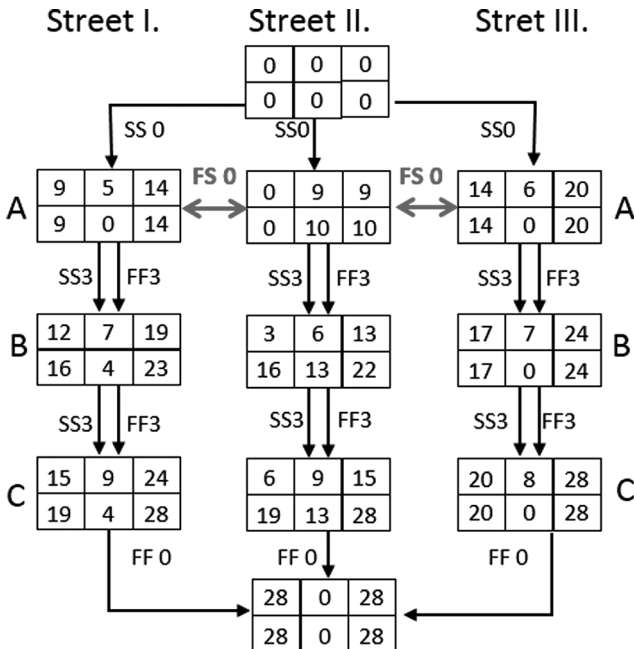 Street I. Street II. Stret III.
0 0 0
0 0 0
SS 0 SS0 SS0
FS 0 FS 0
A 9 5 14 0 9 9 14 6 20 A
9 0 14 0 10 10 14 0 20
SS3 FF3 SS3 FF3 SS3 FF3
B 12 7 19 3 6 13 17 7 24 B
16 4 23 16 13 22 17 0 24
SS3 FF3 SS3 FF3 SS3 FF3
C 15 9 24 6 9 15 20 8 28 C
19 4 28 19 13 28 20 0 28
FF 0 FF 0 FF 0
28 0 28
28 0 28